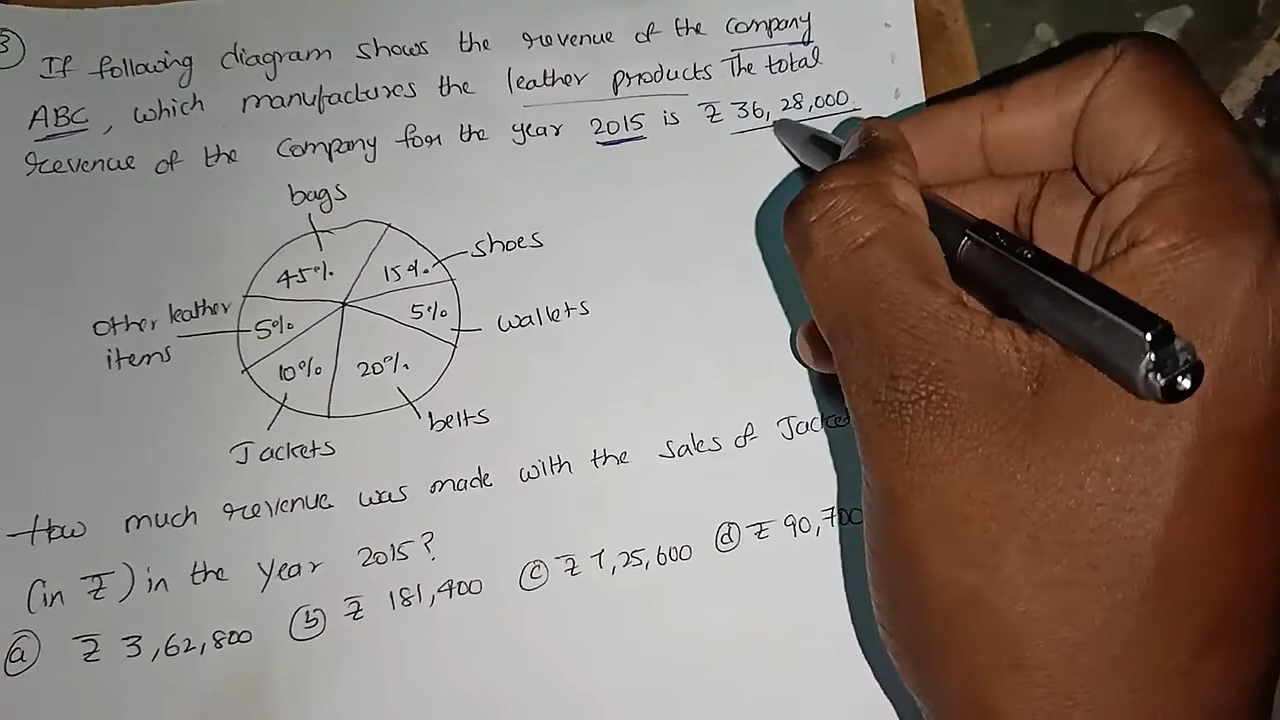 3) If following diagram shows the revenue of the company
ABC, which manufactures the leather products The total
revenue of the company for the year 2015 is ₹ 36,28,000
bags
45%
15%
shoes
5%
wallets
other leather
items
5%
10%
20%
belts
Jackets
How much revenue was made with the sales of Jacket
(in ₹) in the year 2015?
(a) ₹ 3,62,800 (b) ₹ 181,400 (c) ₹ 7,25,600 (d) ₹ 90,700